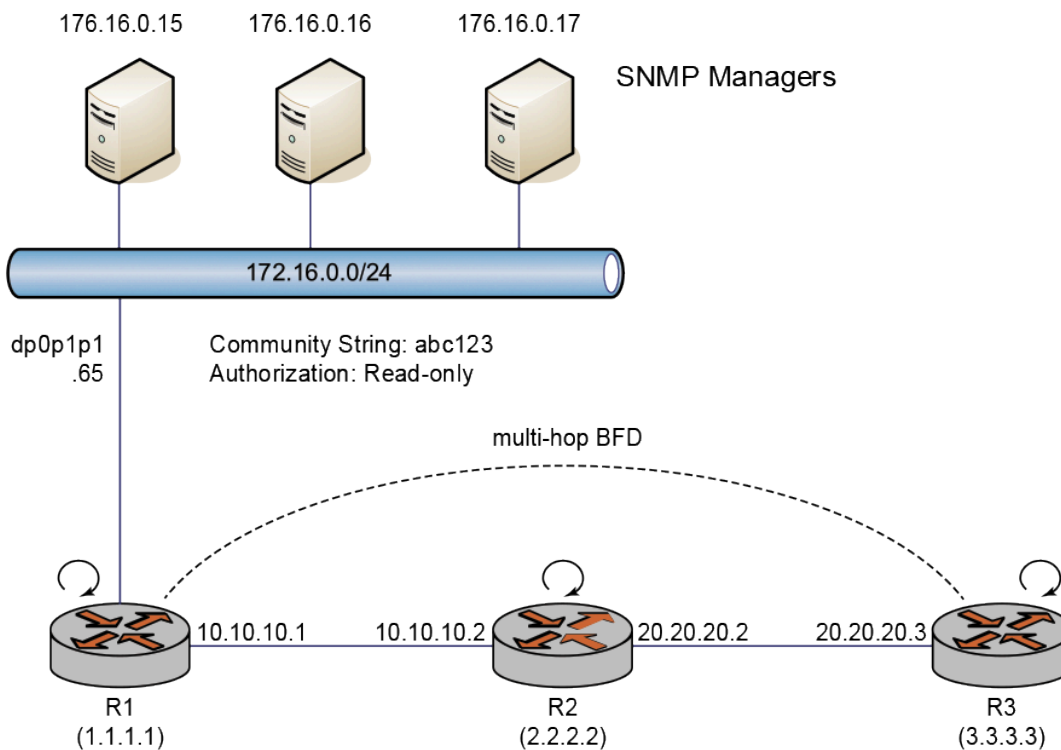 176.16.0.15
176.16.0.16
176.16.0.17
SNMP Managers
172.16.0.0/24
dp0p1p1
.65
Community String: abc123
Authorization: Read-only
multi-hop BFD
10.10.10.1
10.10.10.2
20.20.20.2
20.20.20.3
R1
(1.1.1.1)
R2
(2.2.2.2)
R3
(3.3.3.3)